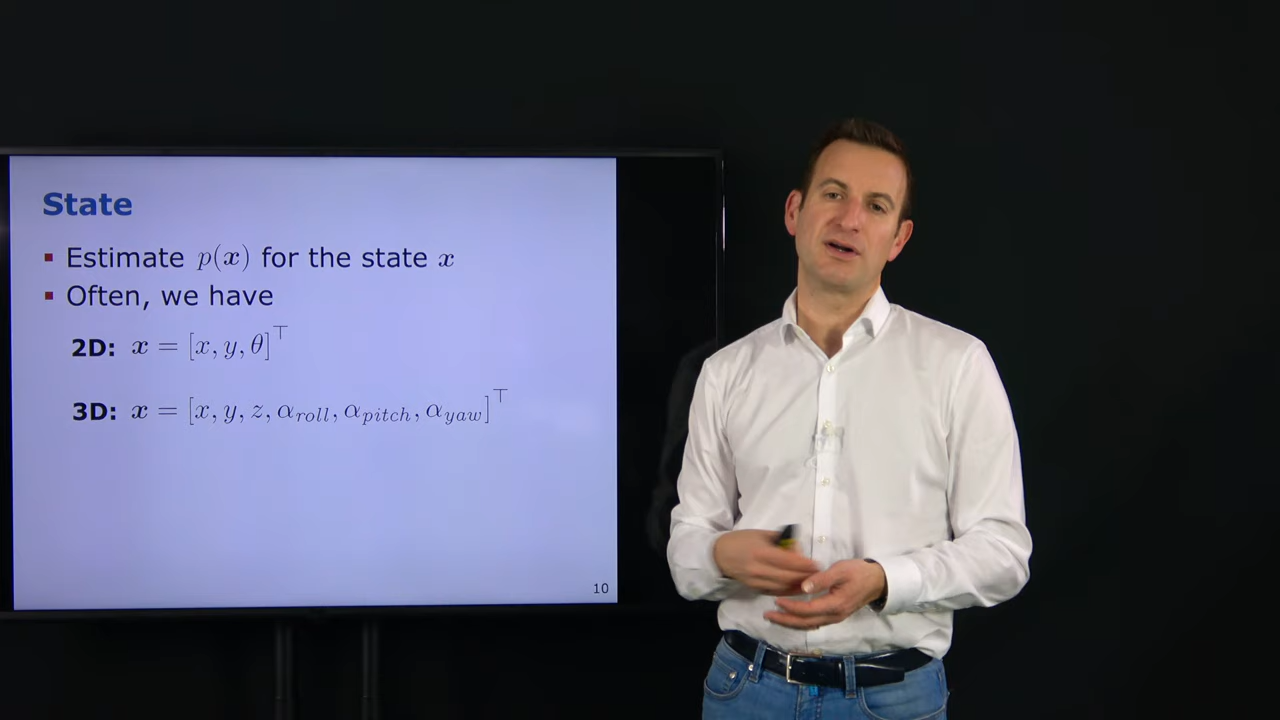 State
Estimate p(x) for the state x
Often, we have
2D: x = [x, y, θ]⊤
3D: x = [x, y, z, α_roll, α_pitch, α_yaw]⊤
10